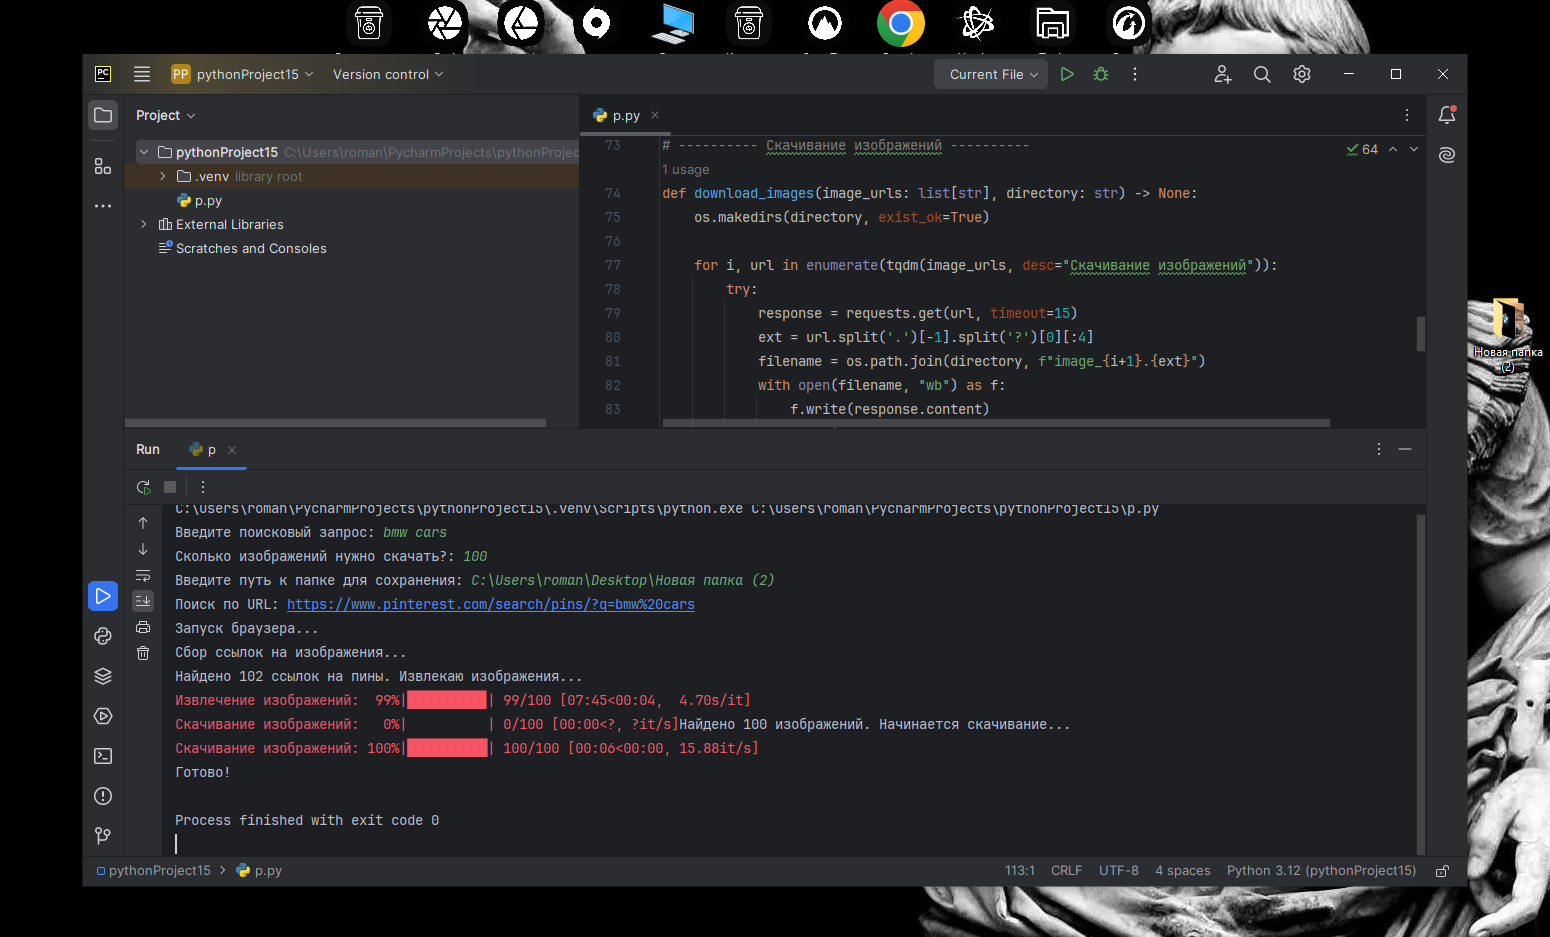 PC
PP pythonProject15
Version control
Current File
Project
p.py
pythonProject15 C:\Users\roman\PycharmProjects\pythonProjec
.venv library root
p.py
External Libraries
Scratches and Consoles
64
73 # ---------- Скачивание изображений ----------
1 usage
74 def download_images(image_urls: list[str], directory: str) -> None:
75 os.makedirs(directory, exist_ok=True)
76
77 for i, url in enumerate(tqdm(image_urls, desc="Скачивание изображений")):
78 try:
79 response = requests.get(url, timeout=15)
80 ext = url.split('.')[-1].split('?')[0][:4]
81 filename = os.path.join(directory, f"image_{i+1}.{ext}")
82 with open(filename, "wb") as f:
83 f.write(response.content)
Новая папка
(2)
Run
p
C:\Users\roman\PycharmProjects\pythonProject15\.venv\Scripts\python.exe C:\Users\roman\PycharmProjects\pythonProject15\p.py
Введите поисковый запрос: bmw cars
Сколько изображений нужно скачать?: 100
Введите путь к папке для сохранения: C:\Users\roman\Desktop\Новая папка (2)
Поиск по URL: https://www.pinterest.com/search/pins/?q=bmw%20cars
Запуск браузера...
Сбор ссылок на изображения...
Найдено 102 ссылок на пины. Извлекаю изображения...
Извлечение изображений:  99%|██████████| 99/100 [07:45<00:04,  4.70s/it]
Скачивание изображений:   0%|          | 0/100 [00:00<?, ?it/s]Найдено 100 изображений. Начинается скачивание...
Скачивание изображений: 100%|██████████| 100/100 [00:06<00:00, 15.88it/s]
Готово!
Process finished with exit code 0
pythonProject15
p.py
113:1
CRLF
UTF-8
4 spaces
Python 3.12 (pythonProject15)